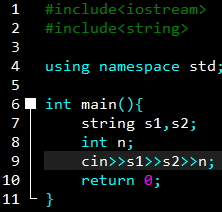 1 #include<iostream>
2 #include<string>
3
4 using namespace std;
5
6 int main(){
7 string s1,s2;
8 int n;
9 cin>>s1>>s2>>n;
10 return 0;
11 }